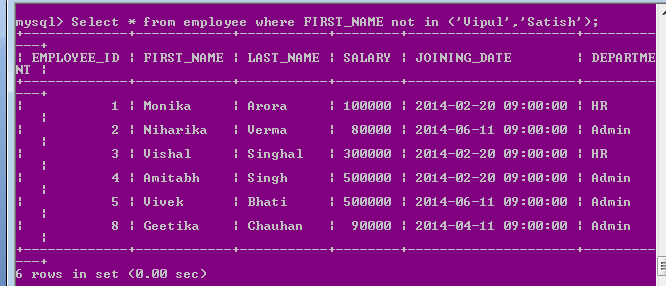 mysql> Select * from employee where FIRST_NAME not in ('Vipul','Satish');
+-------------+------------+-----------+--------+---------------------+---------
---+
| EMPLOYEE_ID | FIRST_NAME | LAST_NAME | SALARY | JOINING_DATE        | DEPARTME
NT |
+-------------+------------+-----------+--------+---------------------+---------
---+
|           1 | Monika     | Arora     | 100000 | 2014-02-20 09:00:00 | HR
   |
|           2 | Niharika   | Verma     |  80000 | 2014-06-11 09:00:00 | Admin
   |
|           3 | Vishal     | Singhal   | 300000 | 2014-02-20 09:00:00 | HR
   |
|           4 | Amitabh    | Singh     | 500000 | 2014-02-20 09:00:00 | Admin
   |
|           5 | Vivek      | Bhati     | 500000 | 2014-06-11 09:00:00 | Admin
   |
|           8 | Geetika    | Chauhan   |  90000 | 2014-04-11 09:00:00 | Admin
   |
+-------------+------------+-----------+--------+---------------------+---------
---+
6 rows in set (0.00 sec)